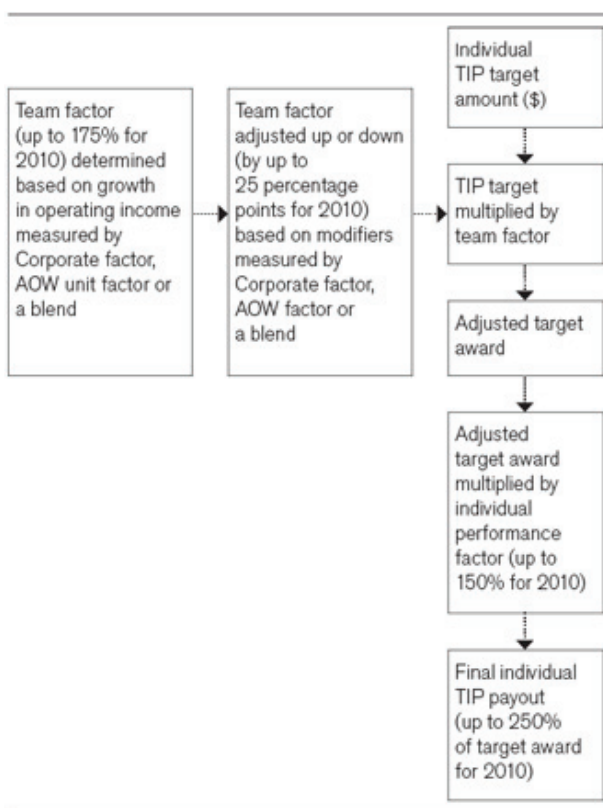 Team factor
(up to 175% for
2010) determined
based on growth
in operating income
measured by
Corporate factor,
AOW unit factor or
a blend
Team factor
adjusted up or down
(by up to
25 percentage
points for 2010)
based on modifiers
measured by
Corporate factor,
AOW factor or
a blend
Individual
TIP target
amount ($)
TIP target
multiplied by
team factor
Adjusted target
award
Adjusted
target award
multiplied by
individual
performance
factor (up to
150% for 2010)
Final individual
TIP payout
(up to 250%
of target award
for 2010)